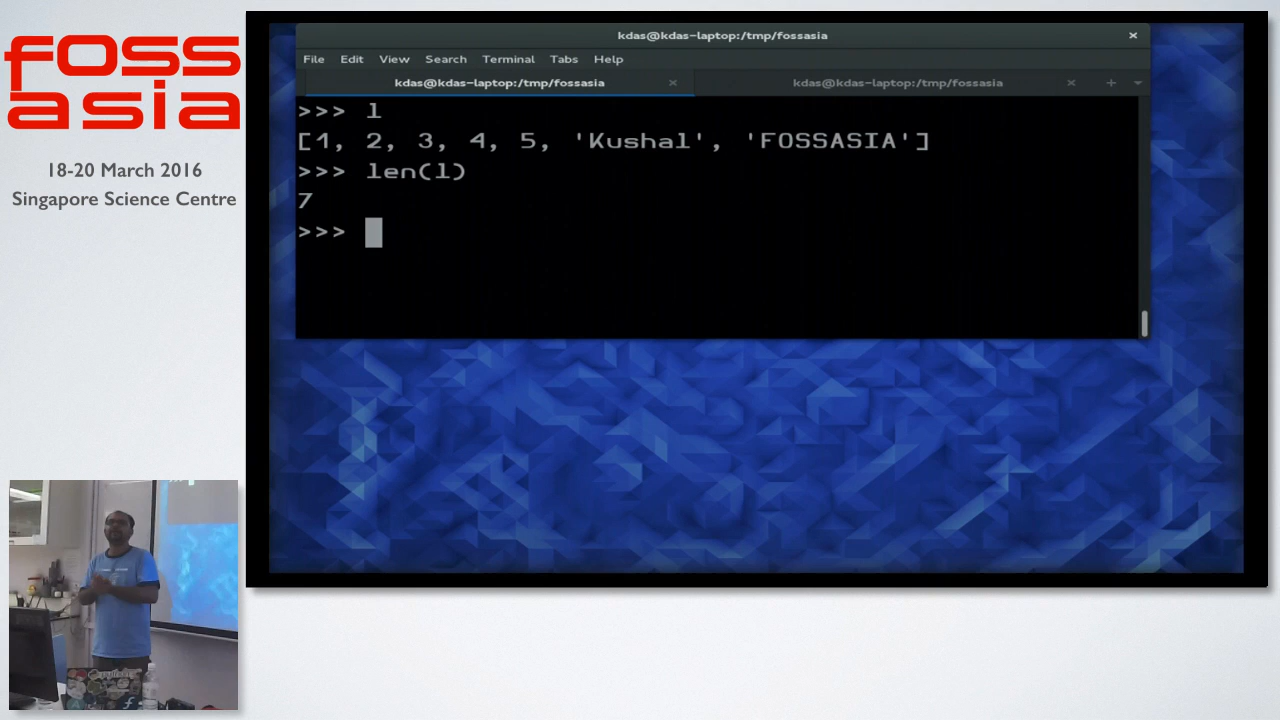 foss
asia
18-20 March 2016
Singapore Science Centre
kdas@kdas-laptop:/tmp/fossasia
File Edit View Search Terminal Tabs Help
kdas@kdas-laptop:/tmp/fossasia kdas@kdas-laptop:/tmp/fossasia
>>> l
[1, 2, 3, 4, 5, 'Kushal', 'FOSSASIA']
>>> len(l)
7
>>>